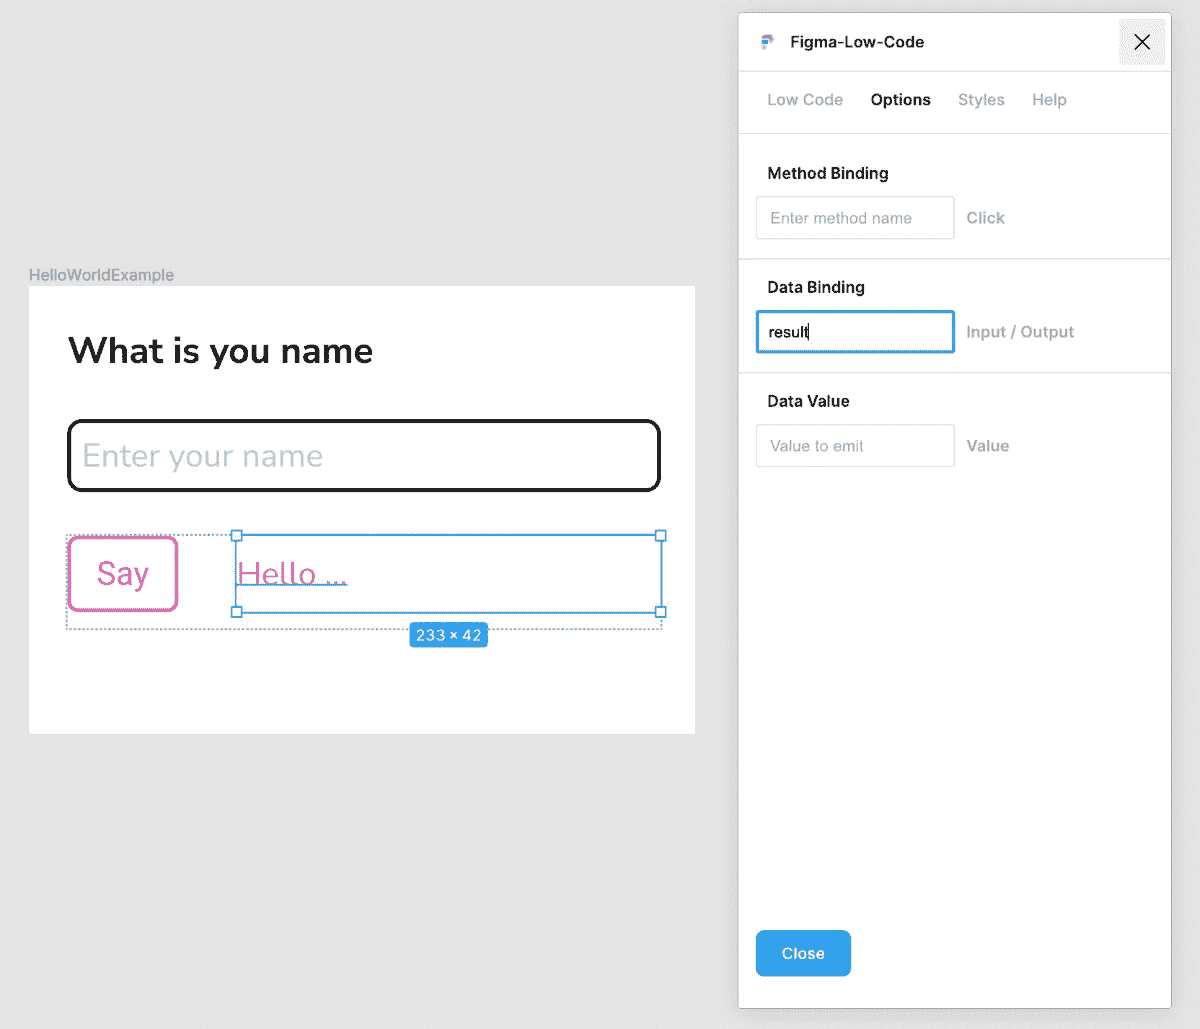 HelloWorldExample
What is you name
Enter your name
Say
Hello ...
233 × 42
Figma-Low-Code
Low Code Options Styles Help
Method Binding
Enter method name Click
Data Binding
result Input / Output
Data Value
Value to emit Value
Close